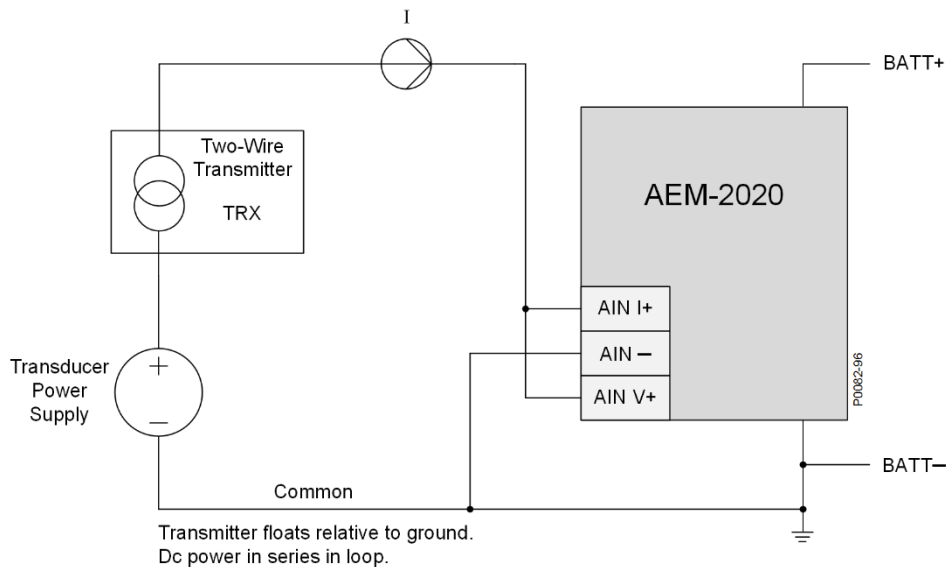 I
BATT+
Two-Wire
Transmitter
TRX
AEM-2020
AIN I+
AIN –
AIN V+
Transducer
Power
Supply
+
–
P0082-96
BATT–
Common
Transmitter floats relative to ground.
Dc power in series in loop.